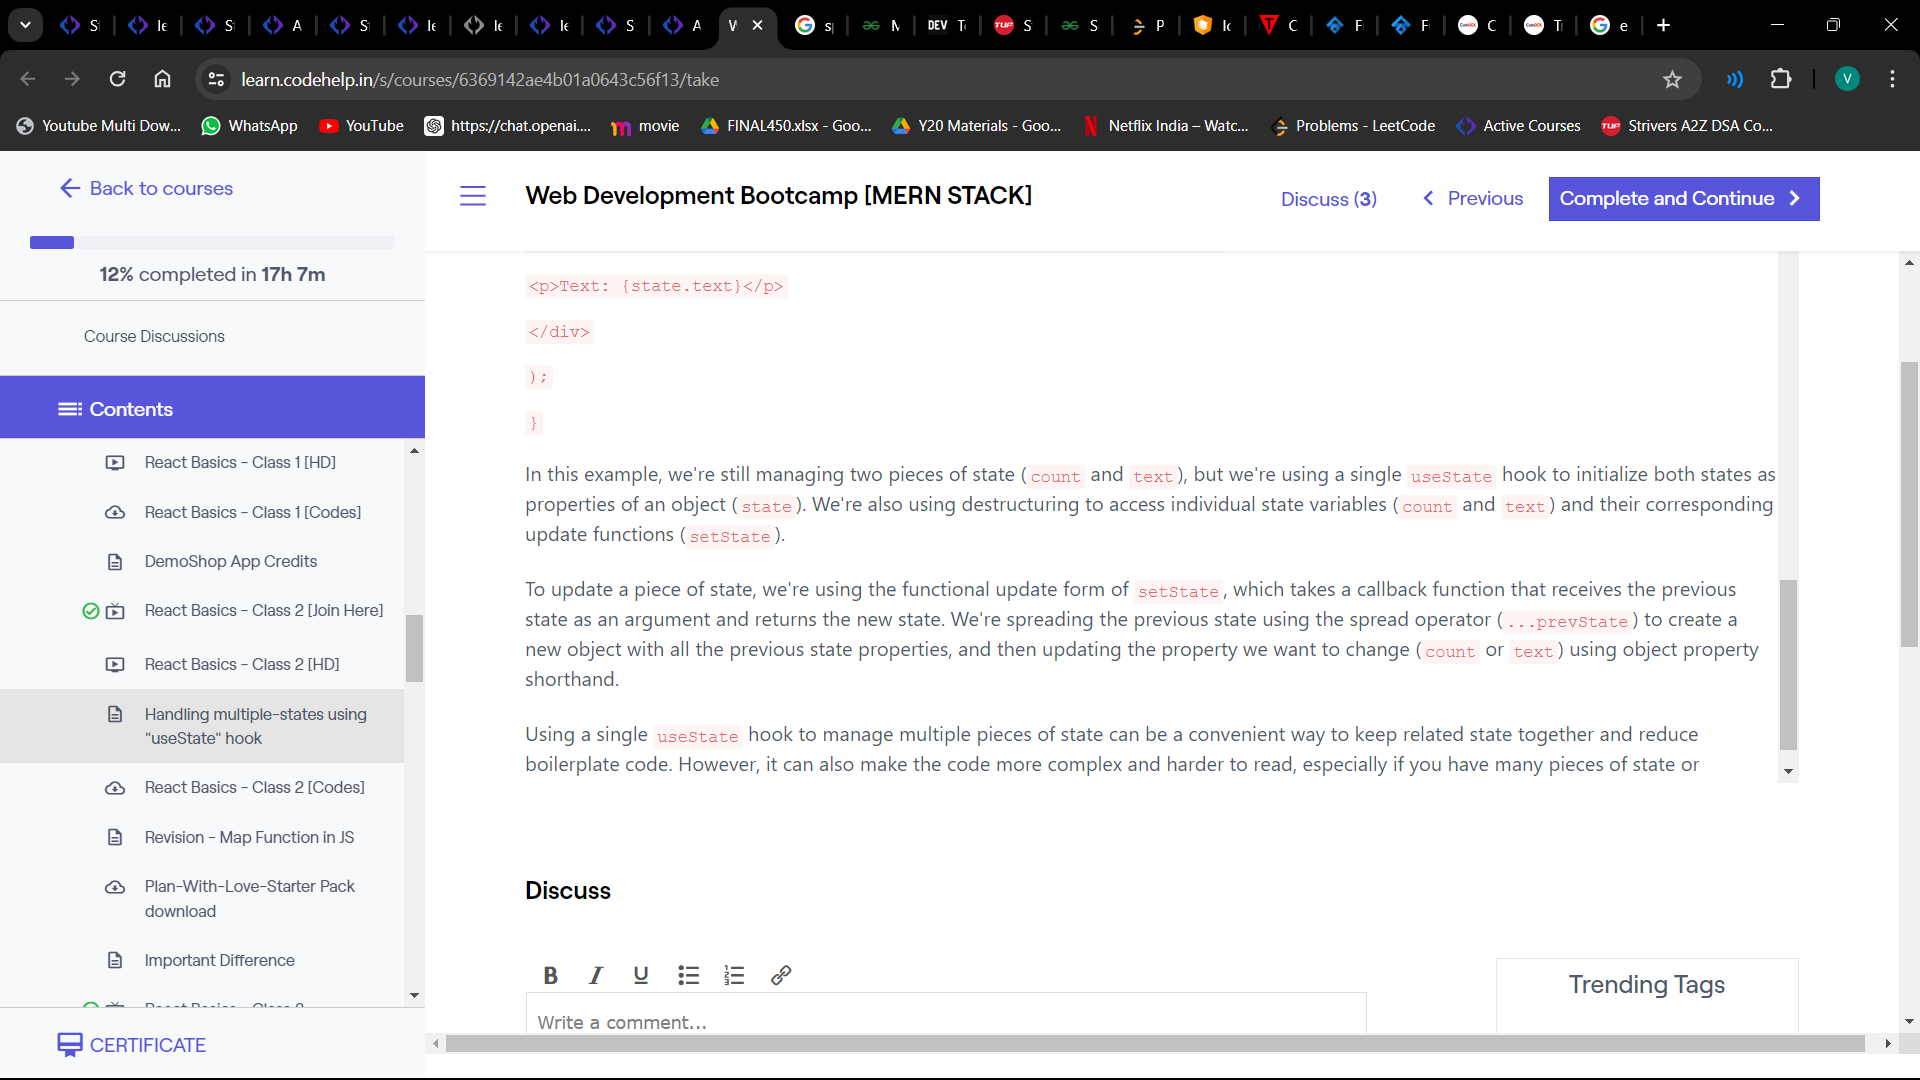 learn.codehelp.in/s/courses/6369142ae4b01a0643c56f13/take
V
Youtube Multi Dow...
WhatsApp
YouTube
https://chat.openai....
movie
FINAL450.xlsx - Goo...
Y20 Materials - Goo...
Netflix India – Watc...
Problems - LeetCode
Active Courses
Strivers A2Z DSA Co...
Back to courses
12% completed in 17h 7m
Course Discussions
Contents
React Basics - Class 1 [HD]
React Basics - Class 1 [Codes]
DemoShop App Credits
React Basics - Class 2 [Join Here]
React Basics - Class 2 [HD]
Handling multiple-states using
"useState" hook
React Basics - Class 2 [Codes]
Revision - Map Function in JS
Plan-With-Love-Starter Pack
download
Important Difference
CERTIFICATE
Web Development Bootcamp [MERN STACK]
Discuss (3)
Previous
Complete and Continue
<p>Text: {state.text}</p>
</div>
);
}
In this example, we're still managing two pieces of state (count and text), but we're using a single useState hook to initialize both states as
properties of an object (state). We're also using destructuring to access individual state variables (count and text) and their corresponding
update functions (setState).
To update a piece of state, we're using the functional update form of setState, which takes a callback function that receives the previous
state as an argument and returns the new state. We're spreading the previous state using the spread operator (...prevState) to create a
new object with all the previous state properties, and then updating the property we want to change (count or text) using object property
shorthand.
Using a single useState hook to manage multiple pieces of state can be a convenient way to keep related state together and reduce
boilerplate code. However, it can also make the code more complex and harder to read, especially if you have many pieces of state or
Discuss
B I U
Write a comment...
Trending Tags